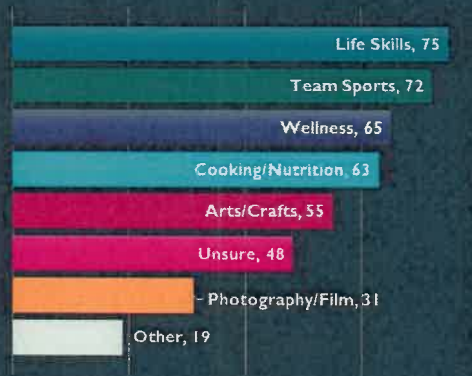 Life Skills, 75
Team Sports, 72
Wellness, 65
Cooking/Nutrition, 63
Arts/Crafts, 55
Unsure, 48
Photography/Film, 31
Other, 19